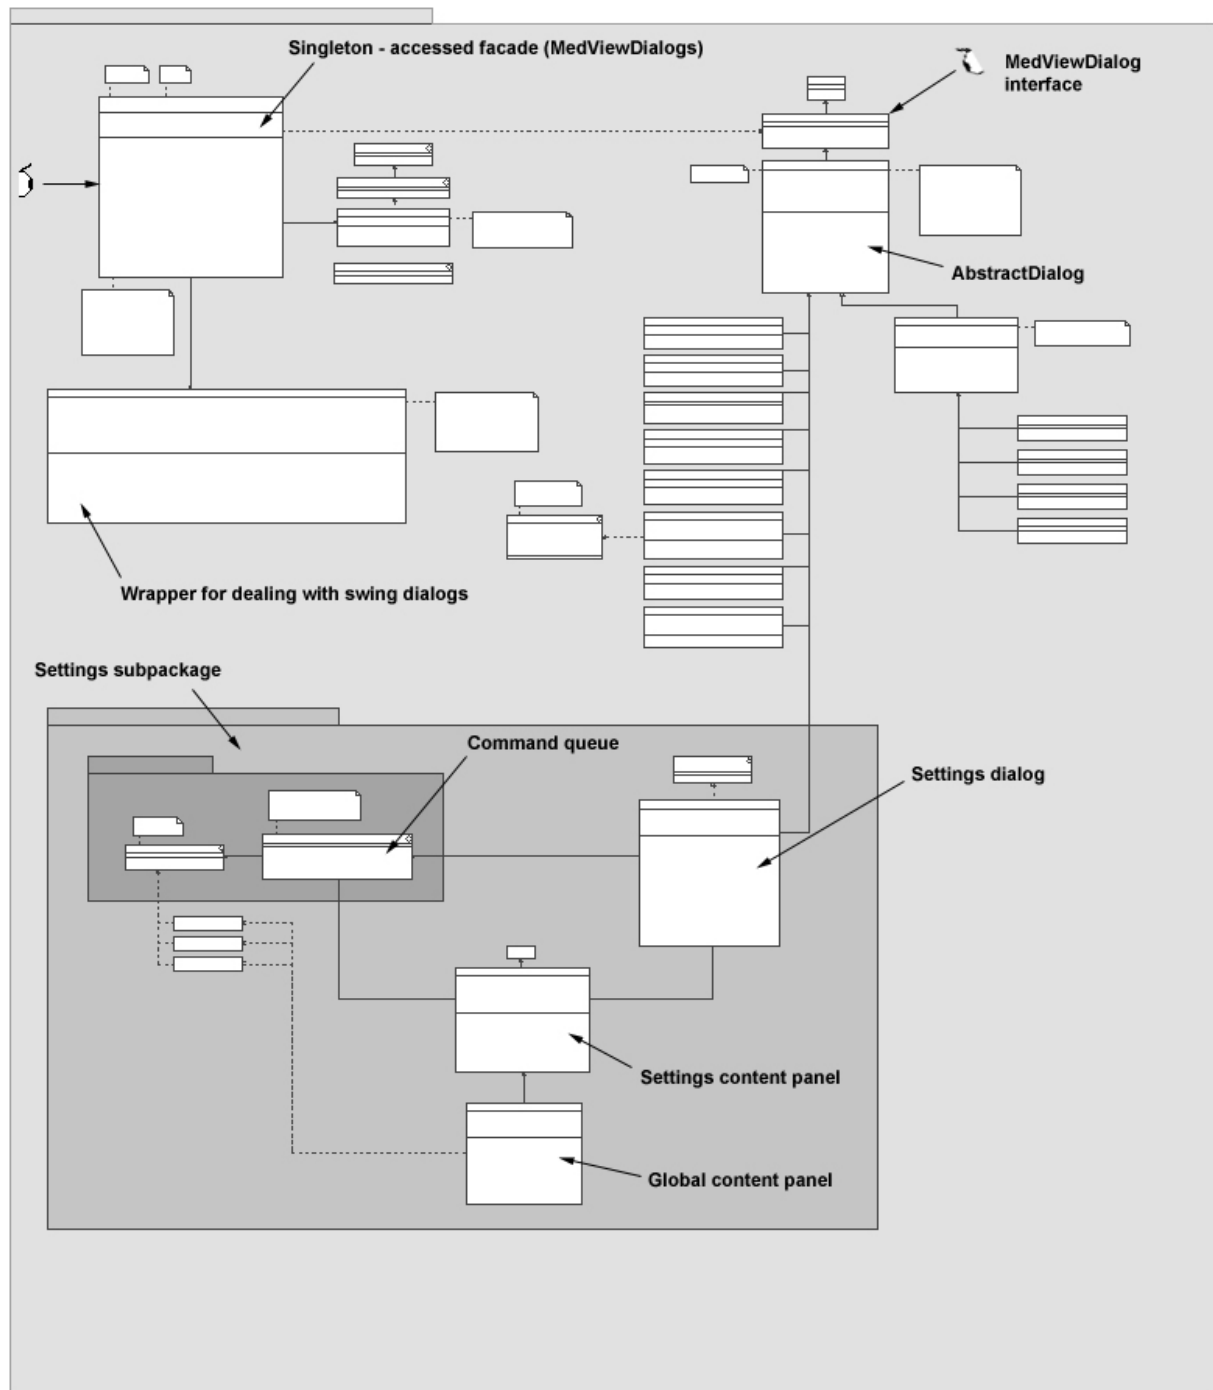 Singleton - accessed facade (MedViewDialogs)
MedViewDialog
interface
AbstractDialog
Wrapper for dealing with swing dialogs
Settings subpackage
Command queue
Settings dialog
Settings content panel
Global content panel